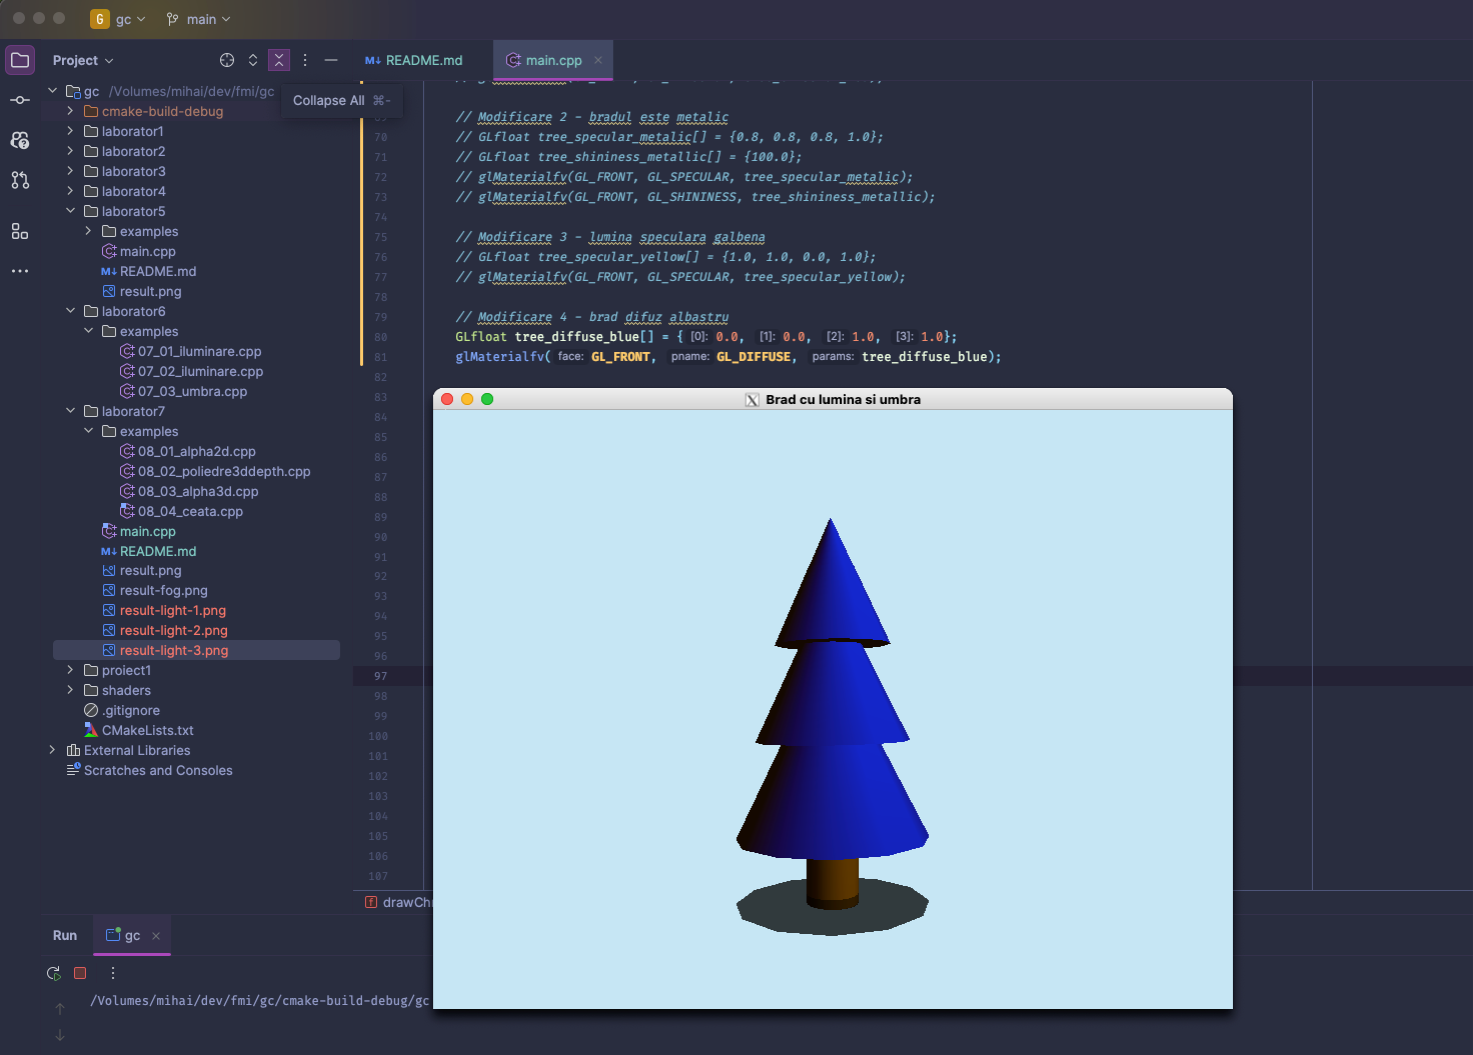 G gc main
Project
README.md
main.cpp
gc /Volumes/mihai/dev/fmi/gc
Collapse All ⌘-
cmake-build-debug
laborator1
laborator2
laborator3
laborator4
laborator5
examples
main.cpp
README.md
result.png
laborator6
examples
07_01_iluminare.cpp
07_02_iluminare.cpp
07_03_umbra.cpp
laborator7
examples
08_01_alpha2d.cpp
08_02_poliedre3ddepth.cpp
08_03_alpha3d.cpp
08_04_ceata.cpp
main.cpp
README.md
result.png
result-fog.png
result-light-1.png
result-light-2.png
result-light-3.png
proiect1
shaders
.gitignore
CMakeLists.txt
External Libraries
Scratches and Consoles
// Modificare 2 - bradul este metalic
70 // GLfloat tree_specular_metalic[] = {0.8, 0.8, 0.8, 1.0};
71 // GLfloat tree_shininess_metallic[] = {100.0};
72 // glMaterialfv(GL_FRONT, GL_SPECULAR, tree_specular_metalic);
73 // glMaterialfv(GL_FRONT, GL_SHININESS, tree_shininess_metallic);
74
75 // Modificare 3 - lumina speculara galbena
76 // GLfloat tree_specular_yellow[] = {1.0, 1.0, 0.0, 1.0};
77 // glMaterialfv(GL_FRONT, GL_SPECULAR, tree_specular_yellow);
78
79 // Modificare 4 - brad difuz albastru
80 GLfloat tree_diffuse_blue[] = { [0]: 0.0, [1]: 0.0, [2]: 1.0, [3]: 1.0};
81 glMaterialfv( face: GL_FRONT, pname: GL_DIFFUSE, params: tree_diffuse_blue);
82
83
84
85
86
87
88
89
90
91
92
93
94
95
96
97
98
99
100
101
102
103
104
105
106
107
Brad cu lumina si umbra
f drawChr
Run gc
/Volumes/mihai/dev/fmi/gc/cmake-build-debug/gc